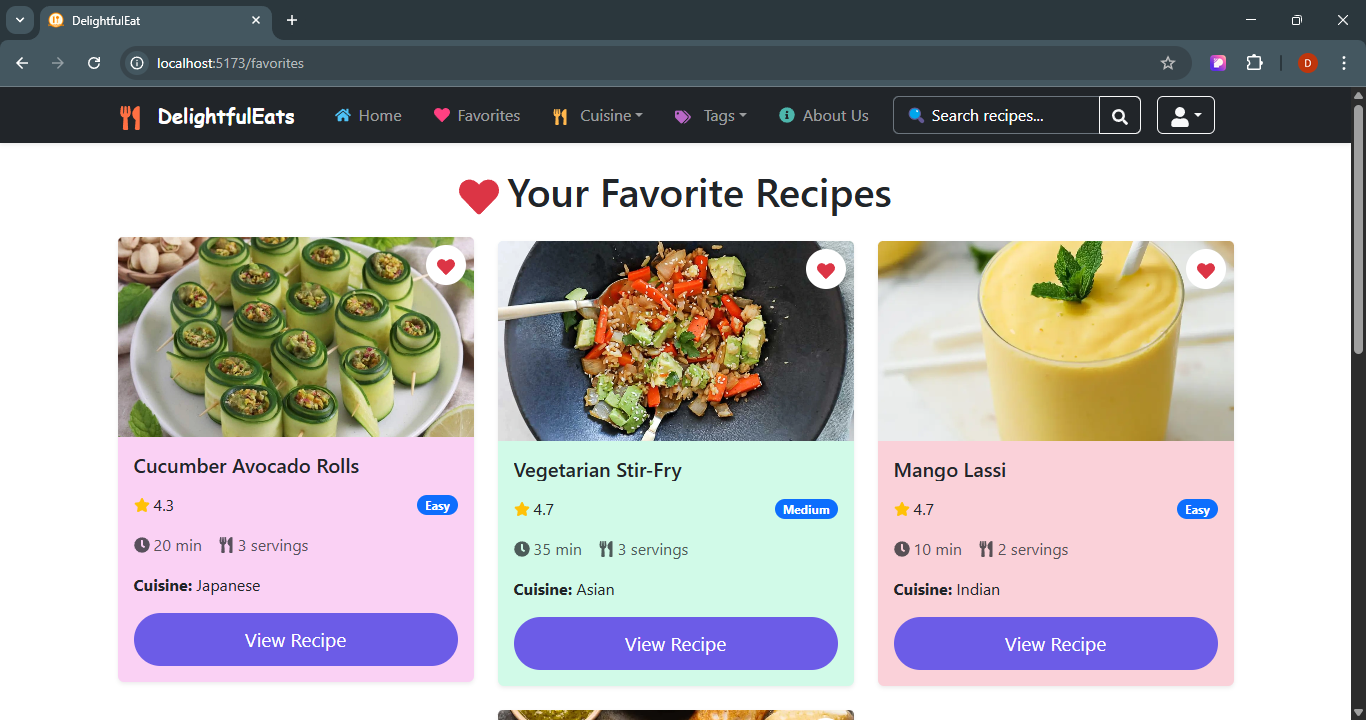 DelightfulEat
localhost:5173/favorites
D
DelightfulEats
Home
Favorites
Cuisine
Tags
About Us
Search recipes...
Your Favorite Recipes
Cucumber Avocado Rolls
4.3
Easy
20 min
3 servings
Cuisine: Japanese
View Recipe
Vegetarian Stir-Fry
4.7
Medium
35 min
3 servings
Cuisine: Asian
View Recipe
Mango Lassi
4.7
Easy
10 min
2 servings
Cuisine: Indian
View Recipe